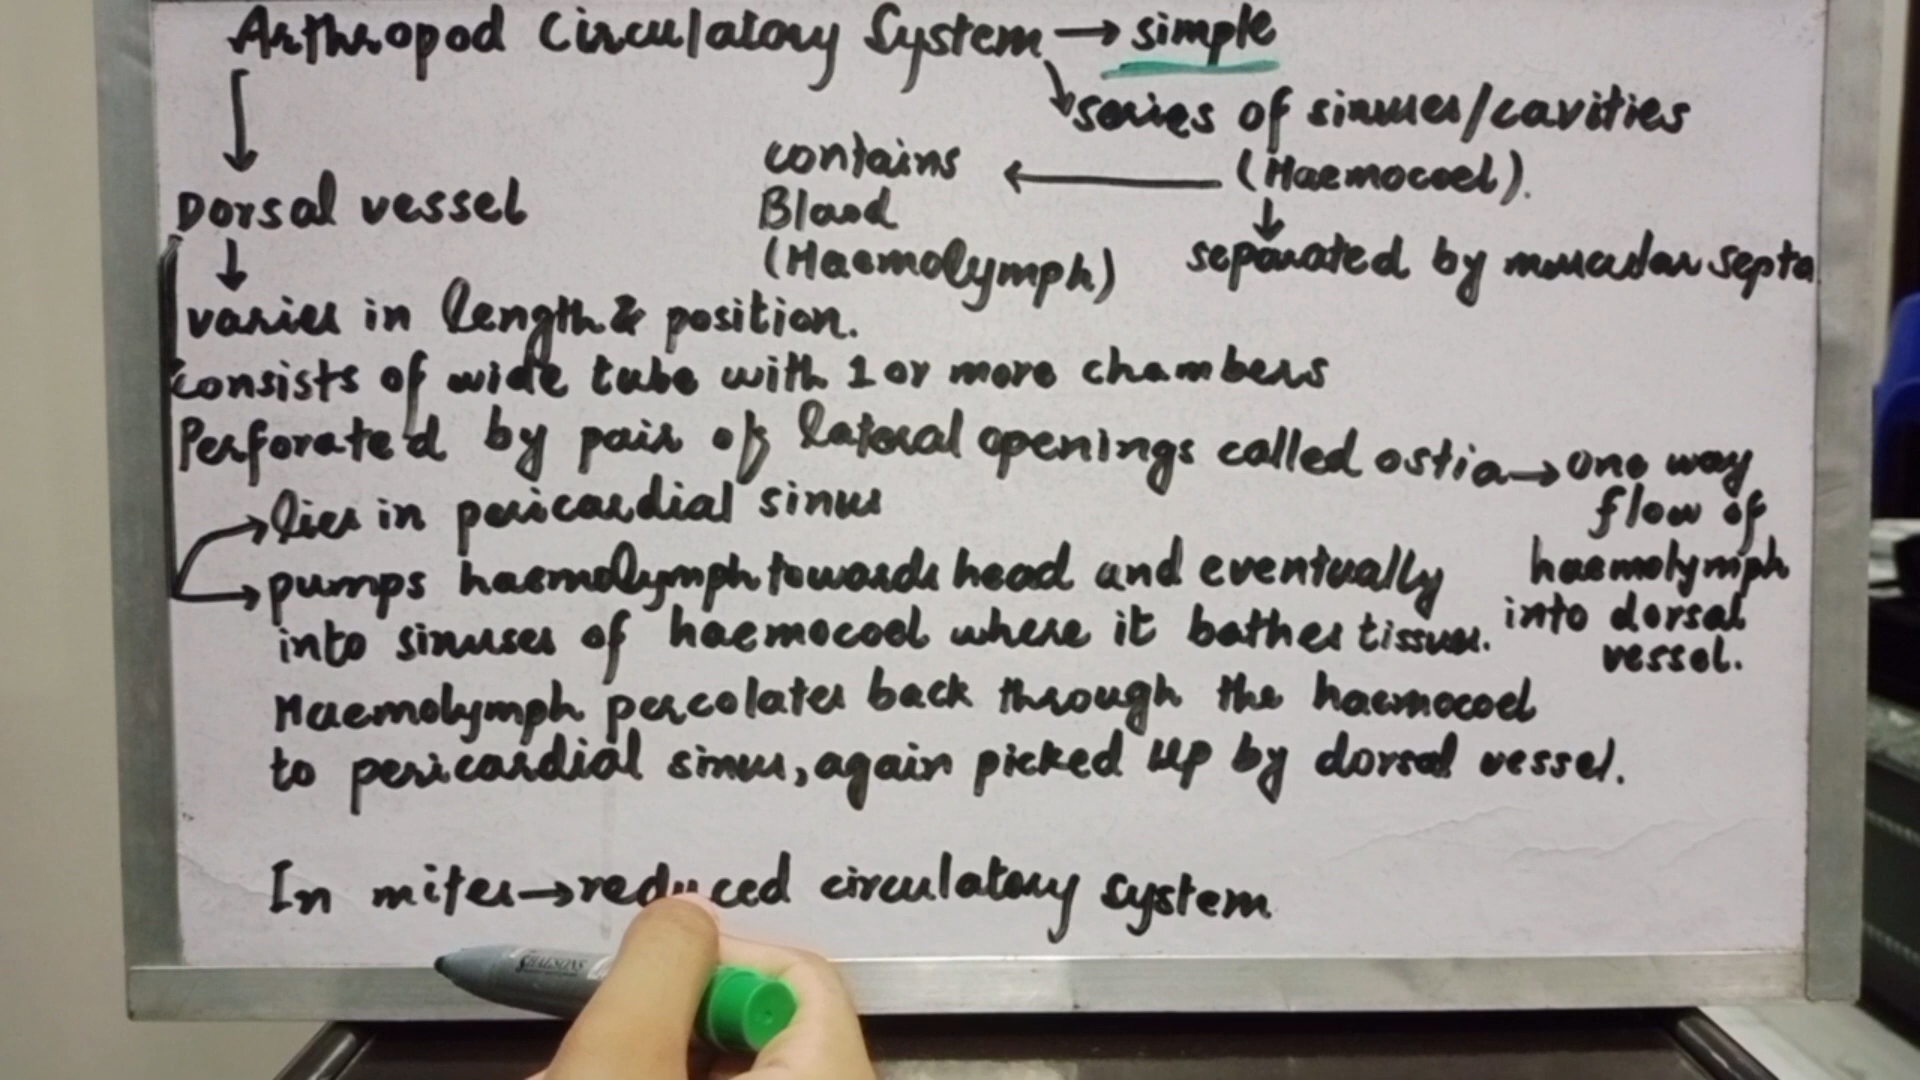 Arthropod Circulatory System → simple
series of sinuses/cavities
(Haemocoel).
contains
Blood
(Haemolymph)
separated by muscular septa
Dorsal vessel
varies in length & position.
consists of wide tube with 1 or more chambers
Perforated by pair of lateral openings called ostia → one way
flow of
haemolymph
into dorsal
vessel.
lies in pericardial sinus
pumps haemolymph towards head and eventually
into sinuses of haemocoel where it bathes tissues.
Haemolymph percolates back through the haemocoel
to pericardial sinus, again picked up by dorsal vessel.
In mites → reduced circulatory system